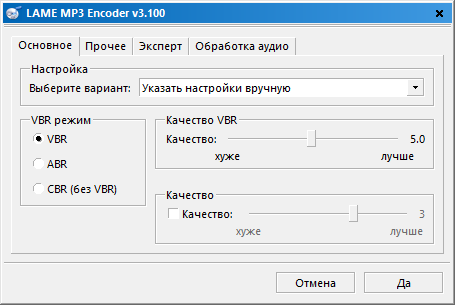 LAME MP3 Encoder v3.100
Основное Прочее Эксперт Обработка аудио
Настройка
Выберите вариант: Указать настройки вручную
VBR режим
VBR
ABR
CBR (без VBR)
Качество VBR
Качество: 5.0
хуже лучше
Качество
Качество: 3
хуже лучше
Отмена Да